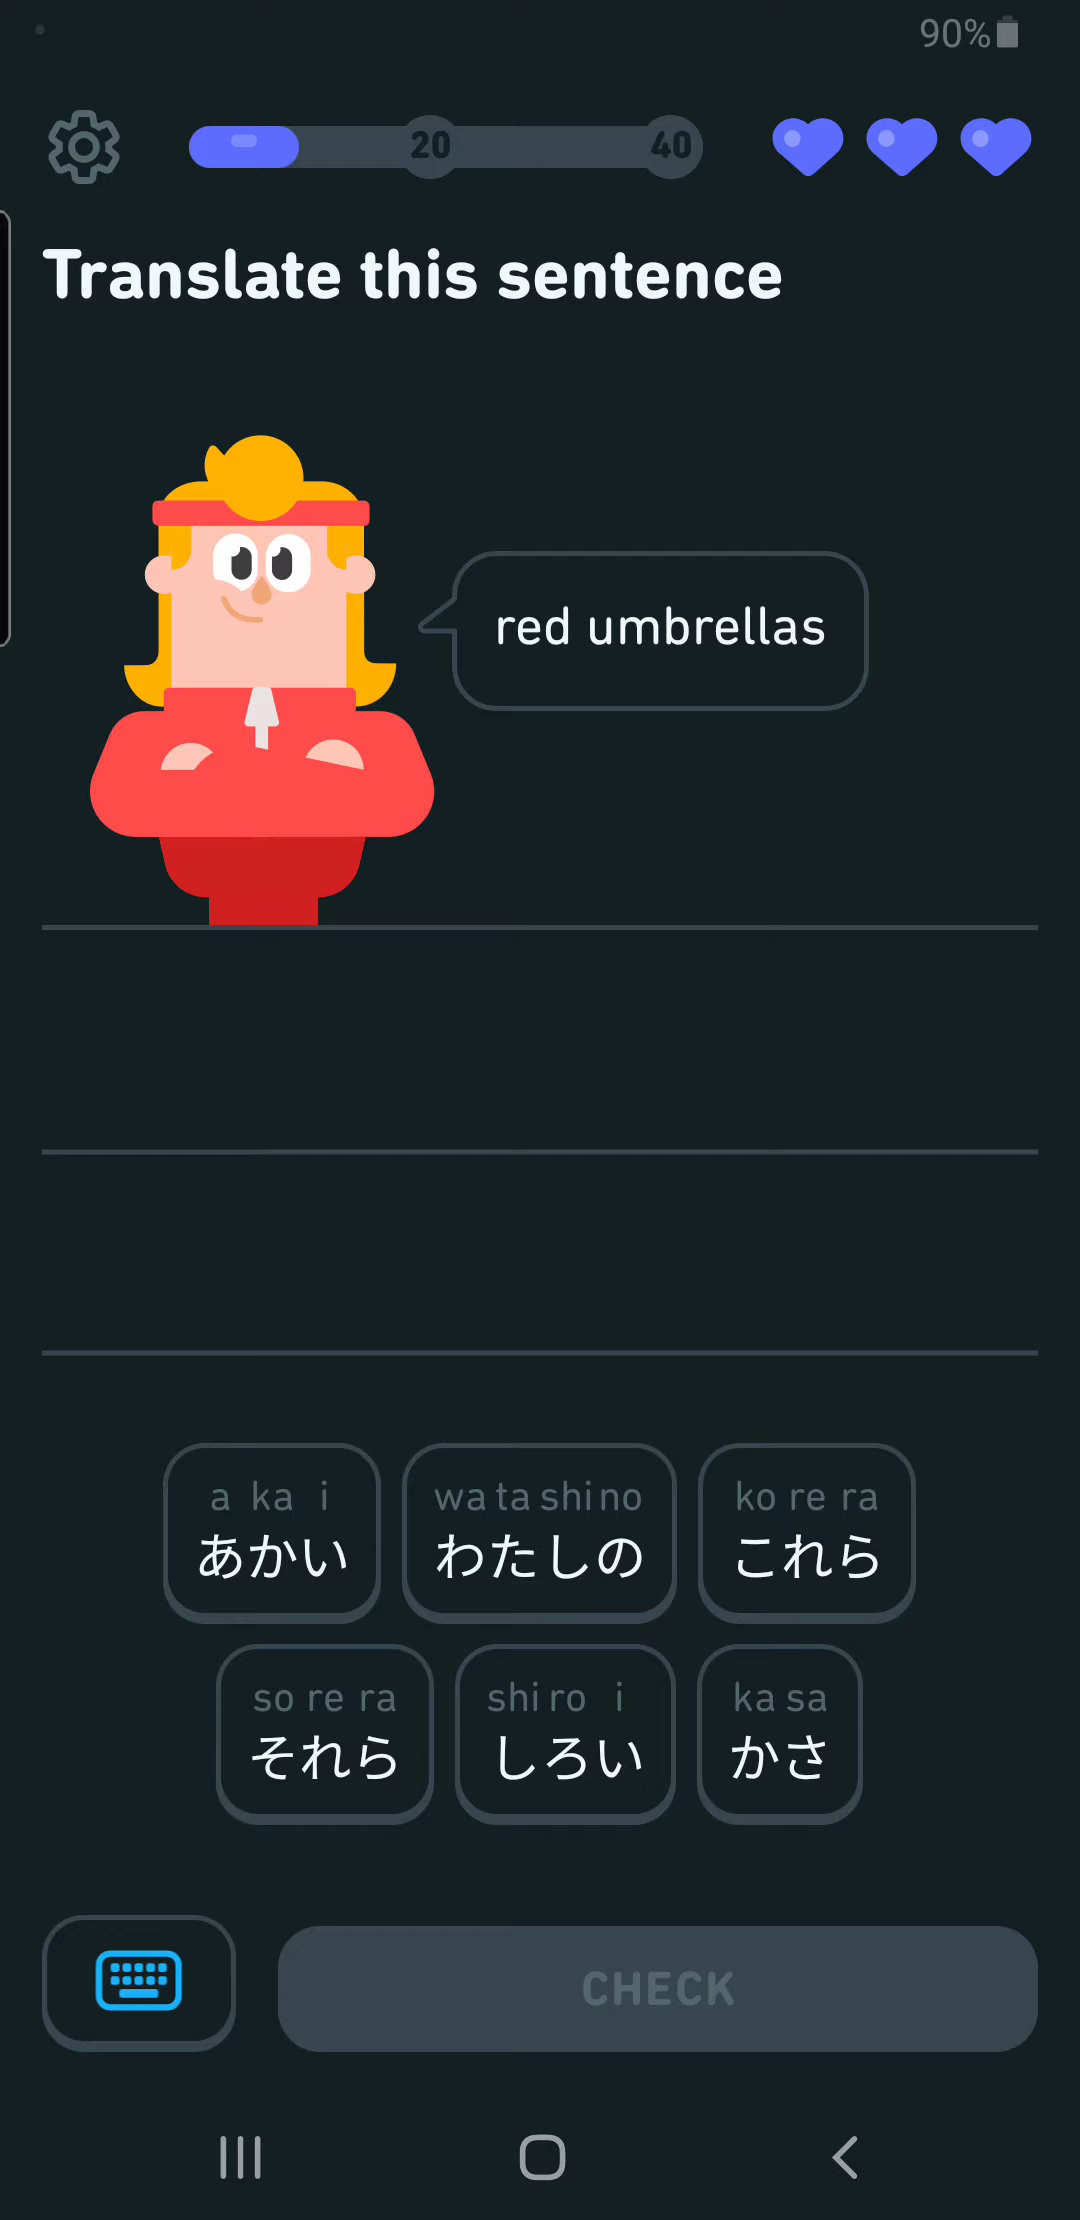 90%
20 40
Translate this sentence
red umbrellas
a ka i wa ta shi no ko re ra
あかい わたしの これら
so re ra shi ro i ka sa
それら しろい かさ
CHECK